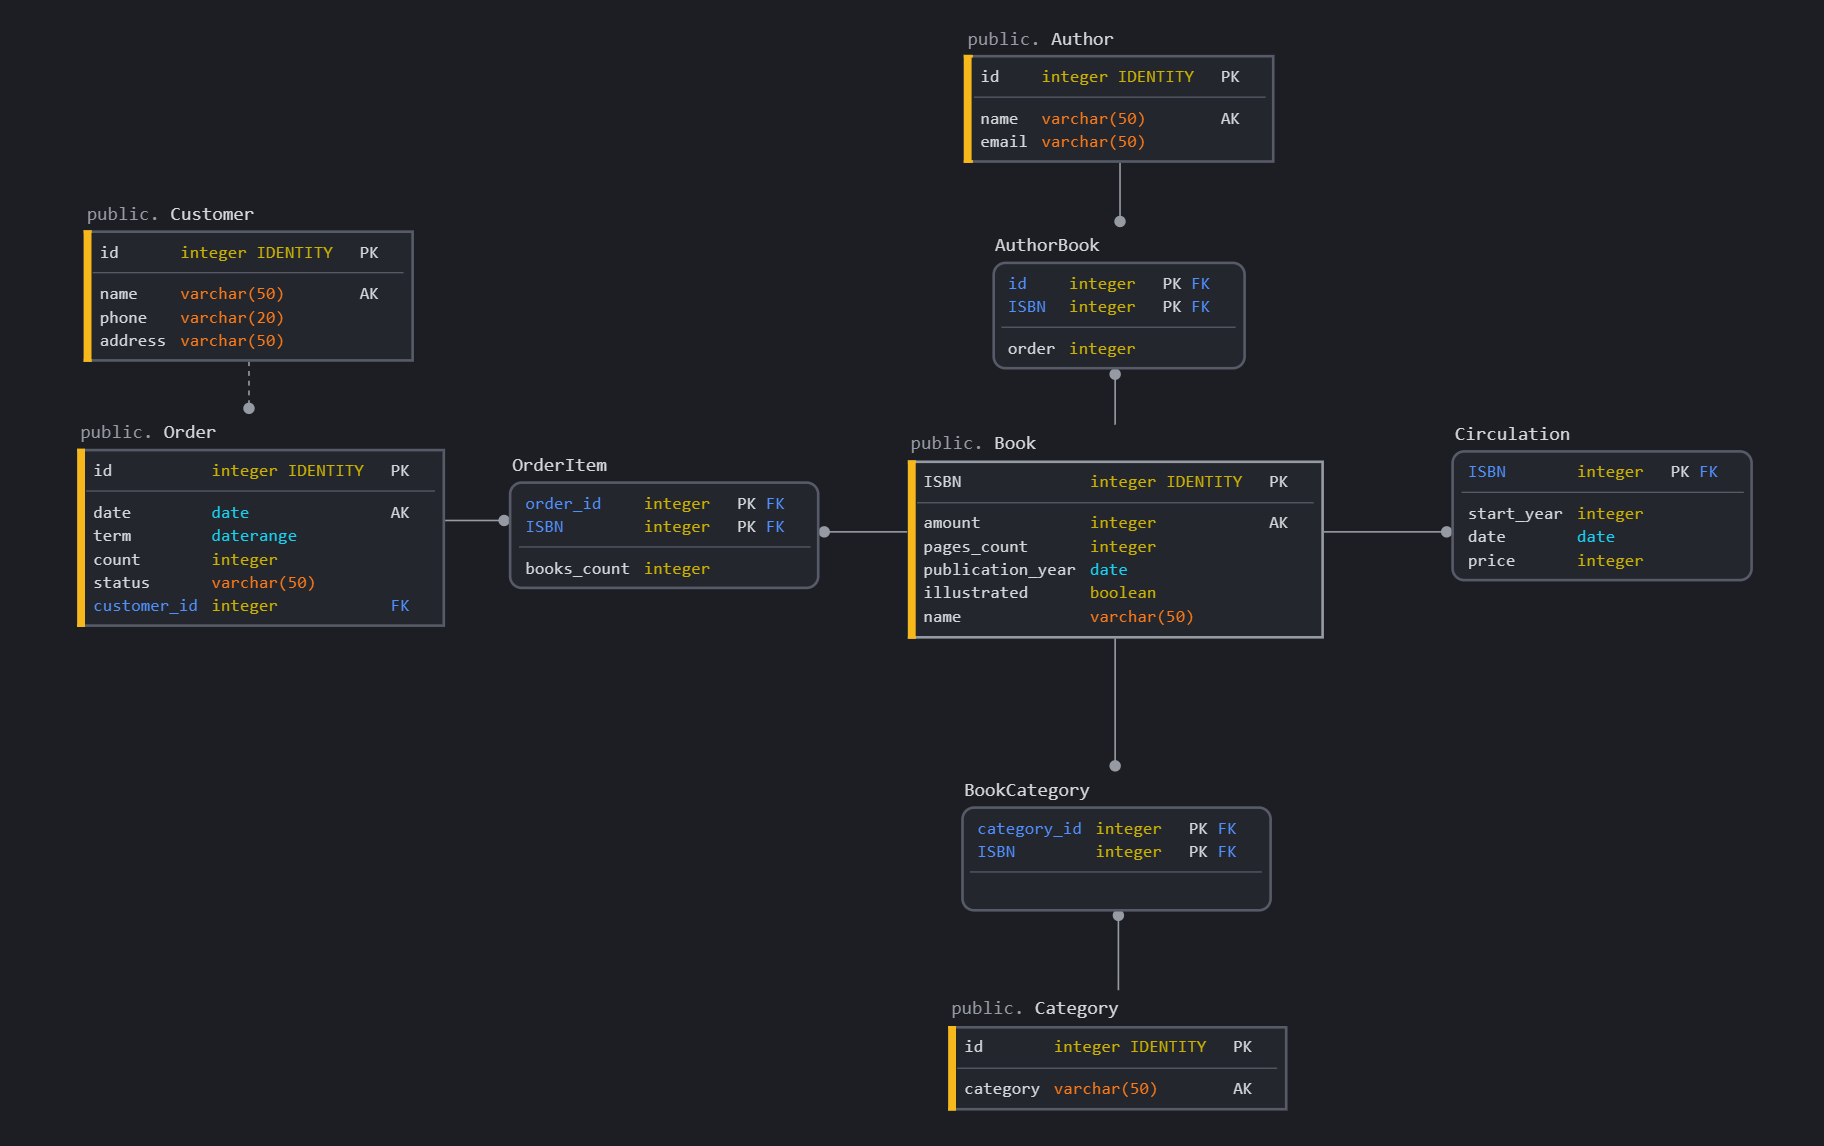 public. Author
id integer IDENTITY PK
name varchar(50) AK
email varchar(50)
public. Customer
id integer IDENTITY PK
name varchar(50) AK
phone varchar(20)
address varchar(50)
AuthorBook
id integer PK FK
ISBN integer PK FK
order integer
public. Order
id integer IDENTITY PK
date date AK
term daterange
count integer
status varchar(50)
customer_id integer FK
OrderItem
order_id integer PK FK
ISBN integer PK FK
books_count integer
public. Book
ISBN integer IDENTITY PK
amount integer AK
pages_count integer
publication_year date
illustrated boolean
name varchar(50)
Circulation
ISBN integer PK FK
start_year integer
date date
price integer
BookCategory
category_id integer PK FK
ISBN integer PK FK
public. Category
id integer IDENTITY PK
category varchar(50) AK